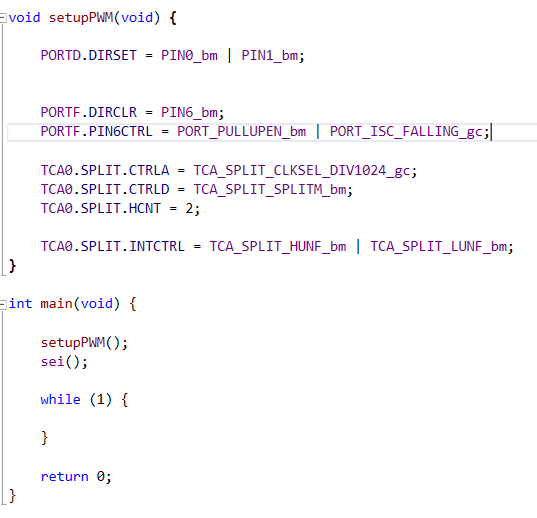 void setupPWM(void) {
PORTD.DIRSET = PIN0_bm | PIN1_bm;
PORTF.DIRCLR = PIN6_bm;
PORTF.PIN6CTRL = PORT_PULLUPEN_bm | PORT_ISC_FALLING_gc;
TCA0.SPLIT.CTRLA = TCA_SPLIT_CLKSEL_DIV1024_gc;
TCA0.SPLIT.CTRLD = TCA_SPLIT_SPLITM_bm;
TCA0.SPLIT.HCNT = 2;
TCA0.SPLIT.INTCTRL = TCA_SPLIT_HUNF_bm | TCA_SPLIT_LUNF_bm;
}
int main(void) {
setupPWM();
sei();
while (1) {
}
return 0;
}